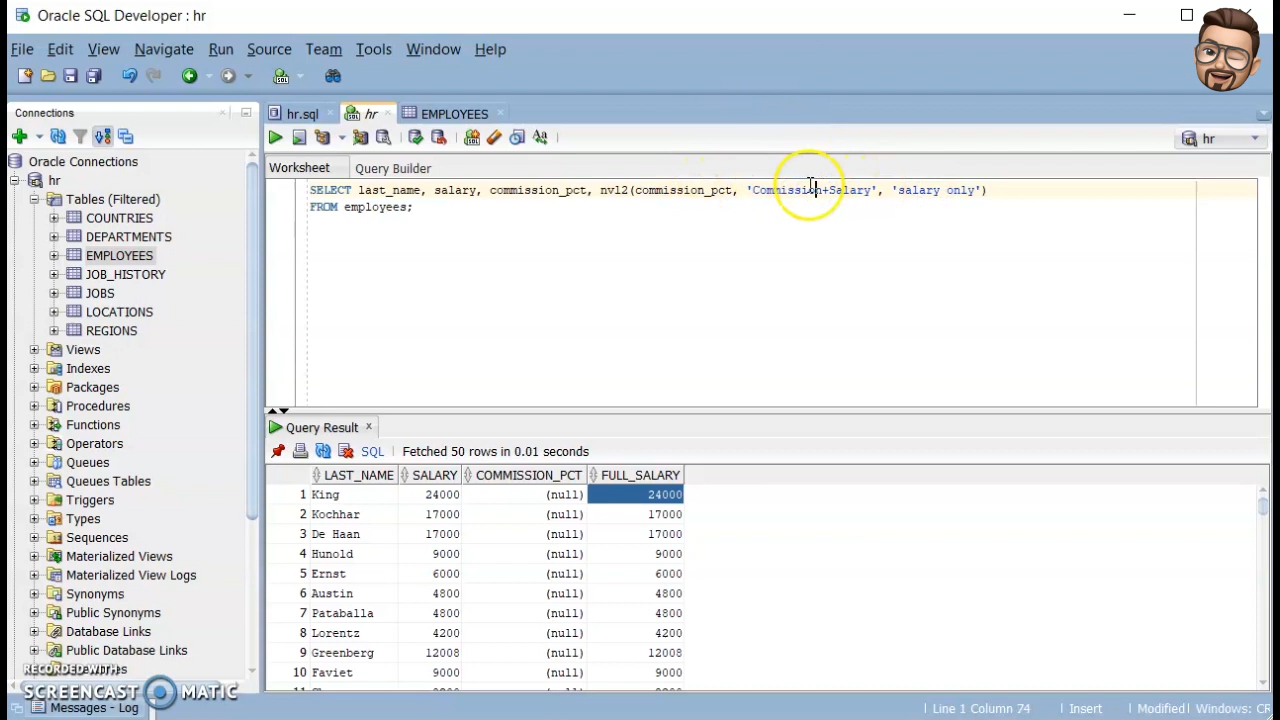 Oracle SQL Developer : hr
File Edit View Navigate Run Source Team Tools Window Help
Connections
hr.sql hr EMPLOYEES
hr
Worksheet Query Builder
Oracle Connections
hr
Tables (Filtered)
COUNTRIES
DEPARTMENTS
EMPLOYEES
JOB_HISTORY
JOBS
LOCATIONS
REGIONS
Views
Indexes
Packages
Procedures
Functions
Operators
Queues
Queues Tables
Triggers
Types
Sequences
Materialized Views
Materialized View Logs
Synonyms
Public Synonyms
Database Links
Public Database Links
SELECT last_name, salary, commission_pct, nvl2(commission_pct, 'Commission+Salary', 'salary only')
FROM employees;
Query Result
SQL Fetched 50 rows in 0.01 seconds
LAST_NAME SALARY COMMISSION_PCT FULL_SALARY
1 King 24000 (null) 24000
2 Kochhar 17000 (null) 17000
3 De Haan 17000 (null) 17000
4 Hunold 9000 (null) 9000
5 Ernst 6000 (null) 6000
6 Austin 4800 (null) 4800
7 Pataballa 4800 (null) 4800
8 Lorentz 4200 (null) 4200
9 Greenberg 12008 (null) 12008
10 Faviet 9000 (null) 9000
RECORDED WITH
SCREENCAST MATIC
Messages - Log
Line 1 Column 74 Insert Modified Windows: CR